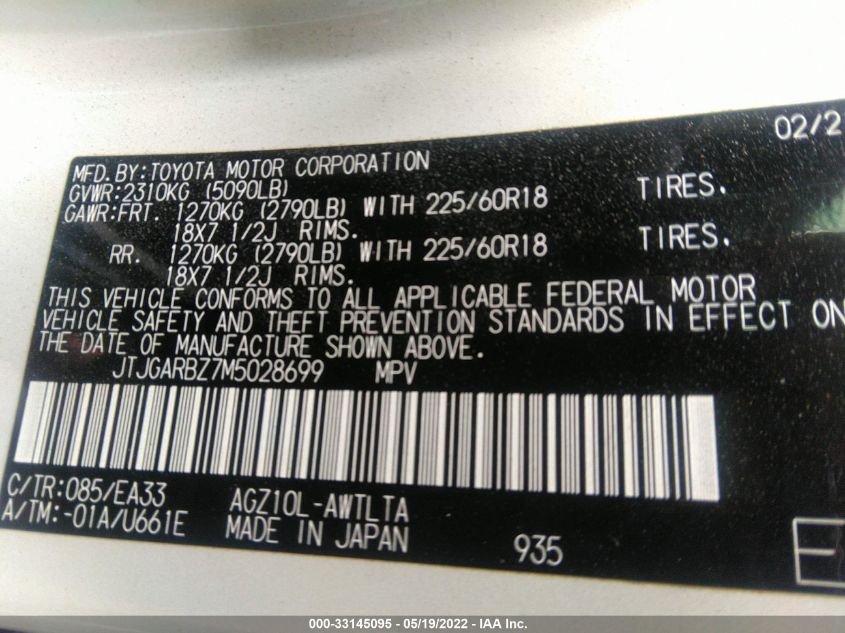 02/2
MFD.BY:TOYOTA MOTOR CORPORATION
GVWR:2310KG (5090LB)
GAWR:FRT. 1270KG (2790LB) WITH 225/60R18 TIRES.
18X7 1/2J RIMS.
RR. 1270KG (2790LB) WITH 225/60R18 TIRES.
18X7 1/2J RIMS.
THIS VEHICLE CONFORMS TO ALL APPLICABLE FEDERAL MOTOR
VEHICLE SAFETY AND THEFT PREVENTION STANDARDS IN EFFECT ON
THE DATE OF MANUFACTURE SHOWN ABOVE.
JTJGARBZ7M5028699 MPV
C/TR:085/EA33 AGZ10L-AWTLTA
A/TM:-01A/U661E MADE IN JAPAN 935
000-33145095 - 05/19/2022 - IAA Inc.